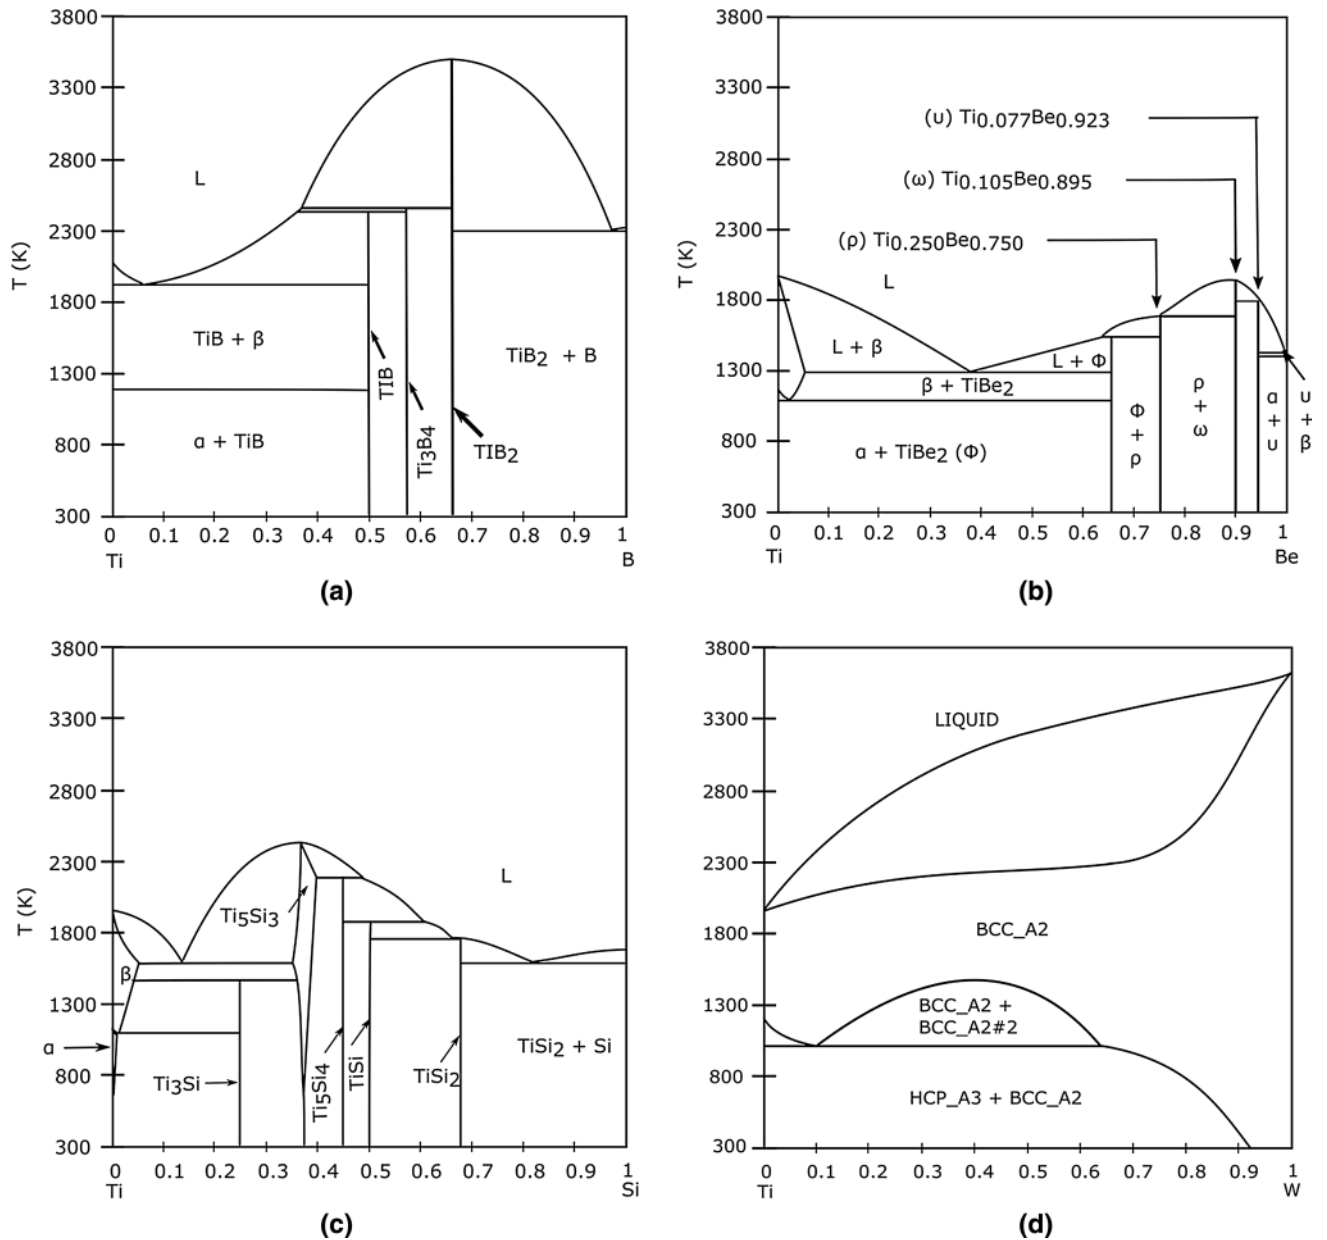 3800
3300
2800
2300
1800
1300
800
300
T (K)
L
TiB + β
α + TiB
TIB
Ti3B4
TIB2
TiB2 + B
0 0.1 0.2 0.3 0.4 0.5 0.6 0.7 0.8 0.9 1
Ti B
(a)
3800
3300
2800
2300
1800
1300
800
300
T (K)
(υ) Ti0.077Be0.923
(ω) Ti0.105Be0.895
(ρ) Ti0.250Be0.750
L
L + β
L + Φ
β + TiBe2
α + TiBe2 (Φ)
Φ + ρ
ρ + ω
α + υ
υ + β
0 0.1 0.2 0.3 0.4 0.5 0.6 0.7 0.8 0.9 1
Ti Be
(b)
3800
3300
2800
2300
1800
1300
800
300
T (K)
L
Ti5Si3
β
α
Ti3Si
Ti5Si4
TiSi
TiSi2
TiSi2 + Si
0 0.1 0.2 0.3 0.4 0.5 0.6 0.7 0.8 0.9 1
Ti Si
(c)
3800
3300
2800
2300
1800
1300
800
300
LIQUID
BCC_A2
BCC_A2 +
BCC_A2#2
HCP_A3 + BCC_A2
0 0.1 0.2 0.3 0.4 0.5 0.6 0.7 0.8 0.9 1
Ti W
(d)